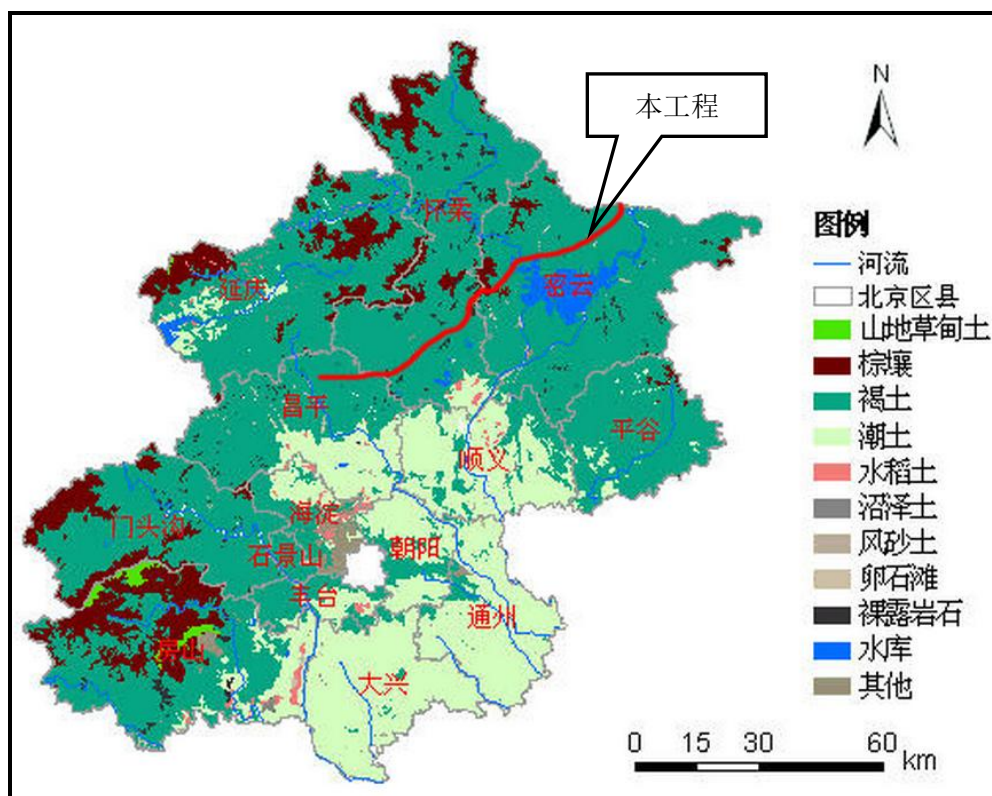 本工程
N
怀柔
延庆
密云
昌平
平谷
顺义
门头沟
海淀
石景山
朝阳
丰台
通州
房山
大兴
图例
河流
北京区县
山地草甸土
棕壤
褐土
潮土
水稻土
沼泽土
风砂土
卵石滩
裸露岩石
水库
其他
0 15 30 60
km